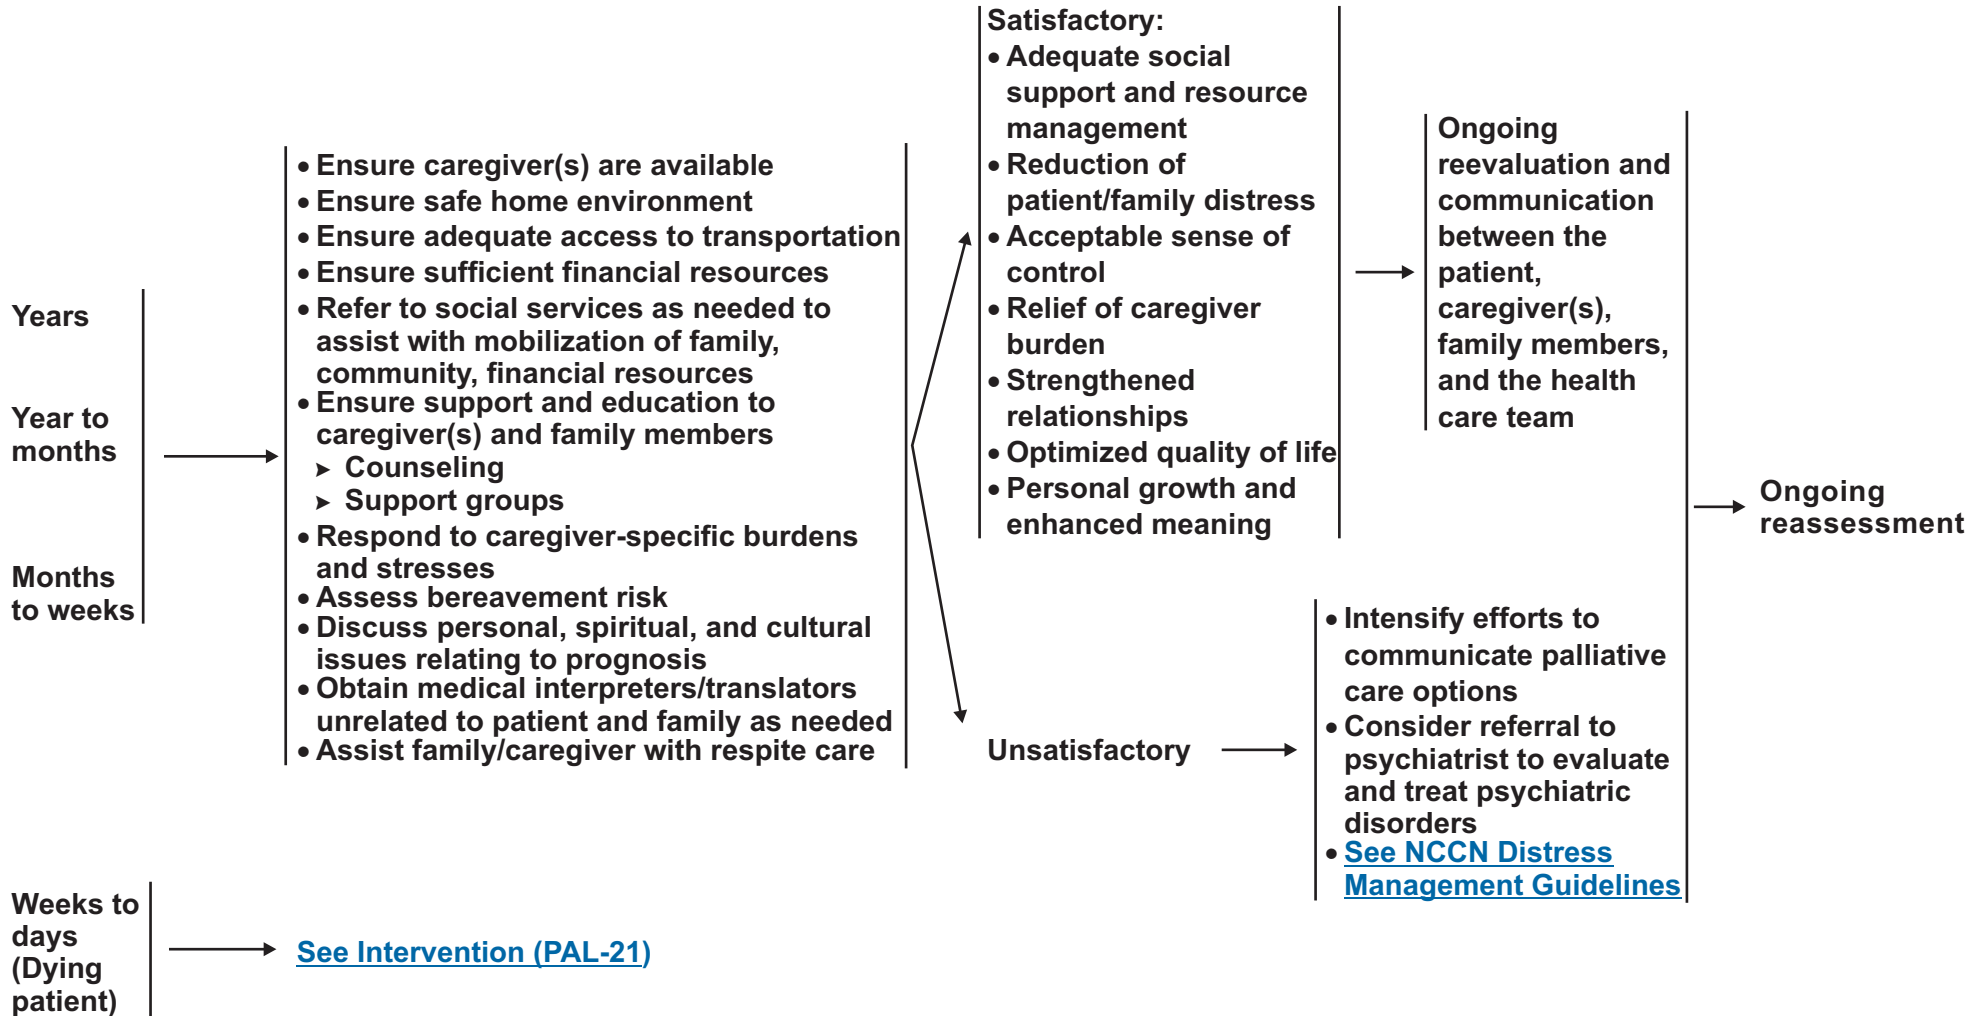 Years
Year to
months
Months
to weeks
• Ensure caregiver(s) are available
• Ensure safe home environment
• Ensure adequate access to transportation
• Ensure sufficient financial resources
• Refer to social services as needed to
assist with mobilization of family,
community, financial resources
• Ensure support and education to
caregiver(s) and family members
➤ Counseling
➤ Support groups
• Respond to caregiver-specific burdens
and stresses
• Assess bereavement risk
• Discuss personal, spiritual, and cultural
issues relating to prognosis
• Obtain medical interpreters/translators
unrelated to patient and family as needed
• Assist family/caregiver with respite care
Satisfactory:
• Adequate social
support and resource
management
• Reduction of
patient/family distress
• Acceptable sense of
control
• Relief of caregiver
burden
• Strengthened
relationships
• Optimized quality of life
• Personal growth and
enhanced meaning
Ongoing
reevaluation and
communication
between the
patient,
caregiver(s),
family members,
and the health
care team
Unsatisfactory
• Intensify efforts to
communicate palliative
care options
• Consider referral to
psychiatrist to evaluate
and treat psychiatric
disorders
• See NCCN Distress
Management Guidelines
Ongoing
reassessment
Weeks to
days
(Dying
patient)
See Intervention (PAL-21)